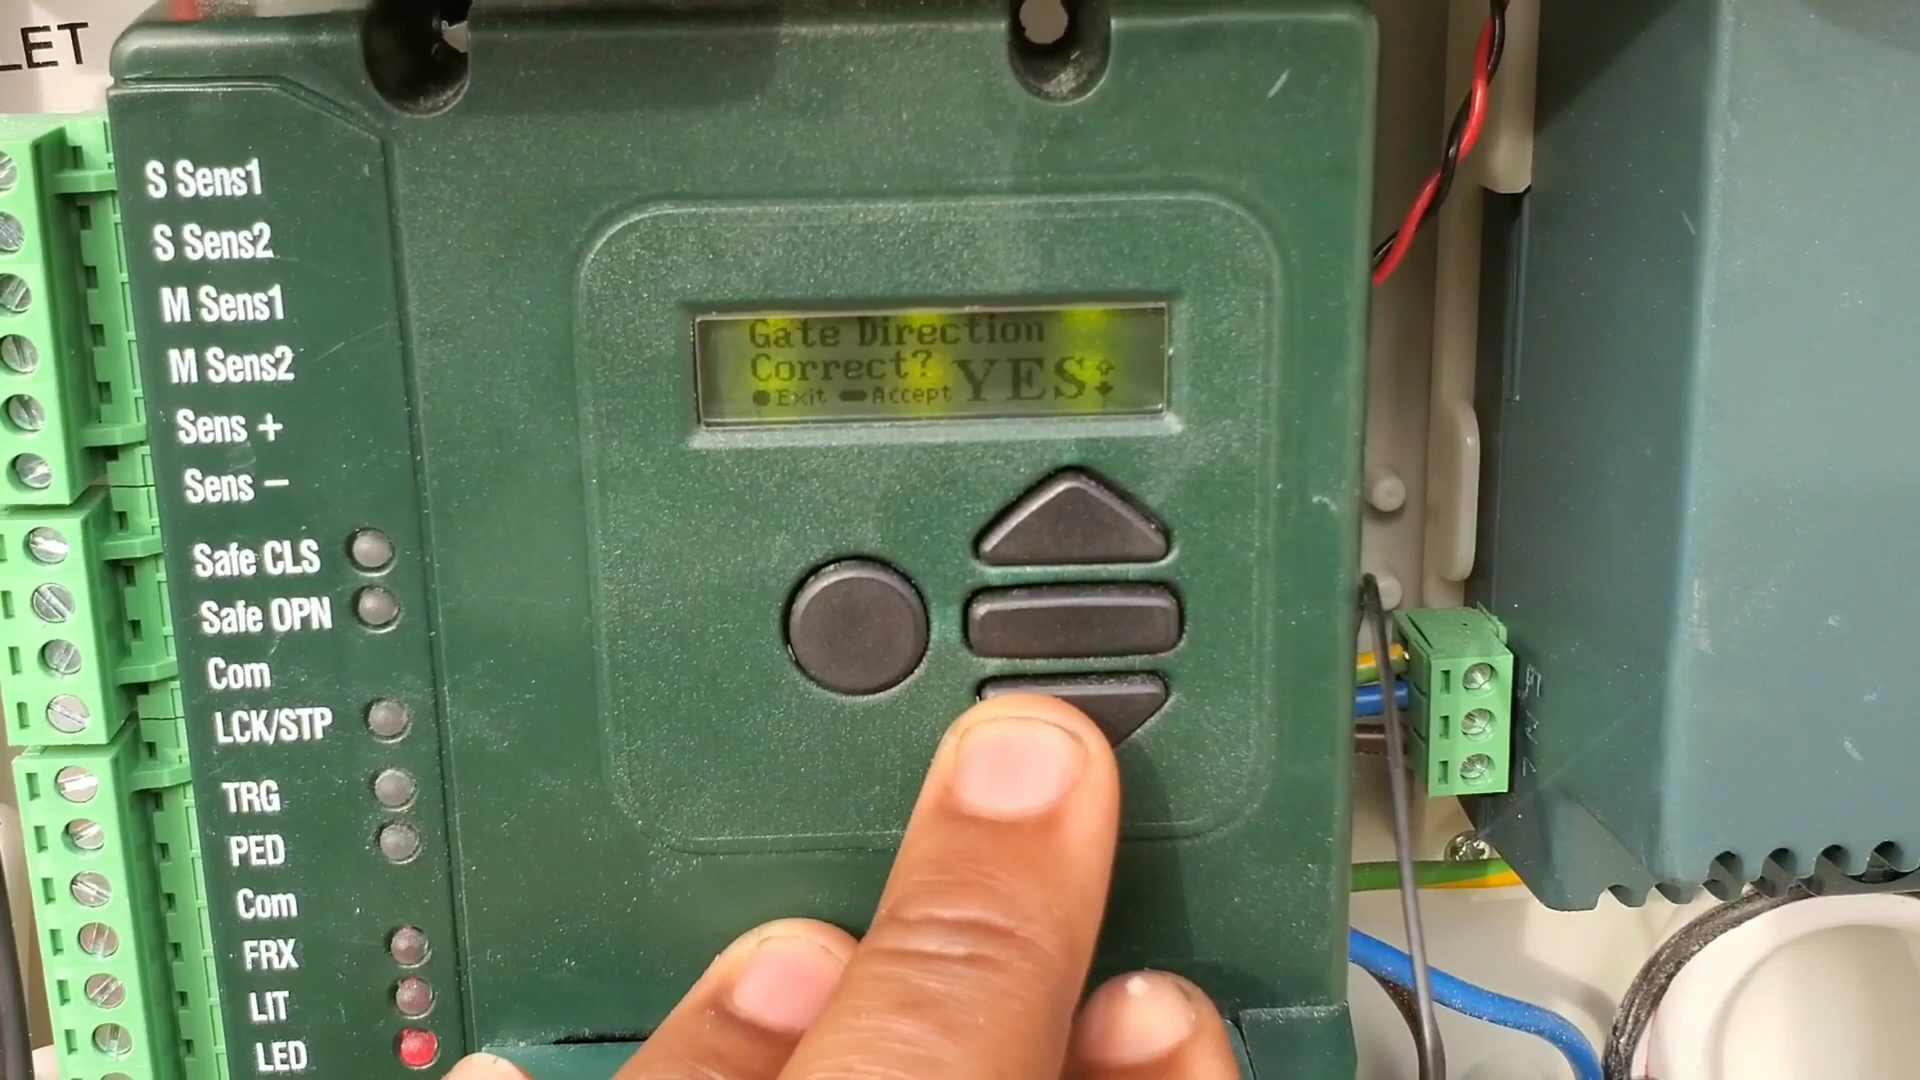 LET
S Sens1
S Sens2
M Sens1
M Sens2
Sens +
Sens −
Safe CLS
Safe OPN
Com
LCK/STP
TRG
PED
Com
FRX
LIT
LED
Gate Direction
Correct? YES
Exit Accept